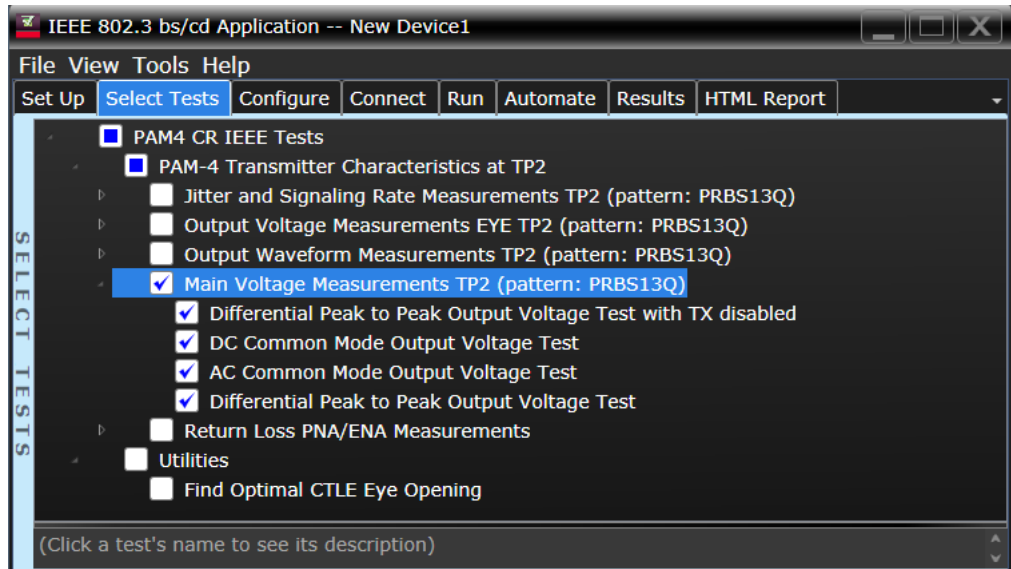 IEEE 802.3 bs/cd Application -- New Device1
File View Tools Help
Set Up Select Tests Configure Connect Run Automate Results HTML Report
SELECT TESTS
PAM4 CR IEEE Tests
PAM-4 Transmitter Characteristics at TP2
Jitter and Signaling Rate Measurements TP2 (pattern: PRBS13Q)
Output Voltage Measurements EYE TP2 (pattern: PRBS13Q)
Output Waveform Measurements TP2 (pattern: PRBS13Q)
Main Voltage Measurements TP2 (pattern: PRBS13Q)
Differential Peak to Peak Output Voltage Test with TX disabled
DC Common Mode Output Voltage Test
AC Common Mode Output Voltage Test
Differential Peak to Peak Output Voltage Test
Return Loss PNA/ENA Measurements
Utilities
Find Optimal CTLE Eye Opening
(Click a test's name to see its description)